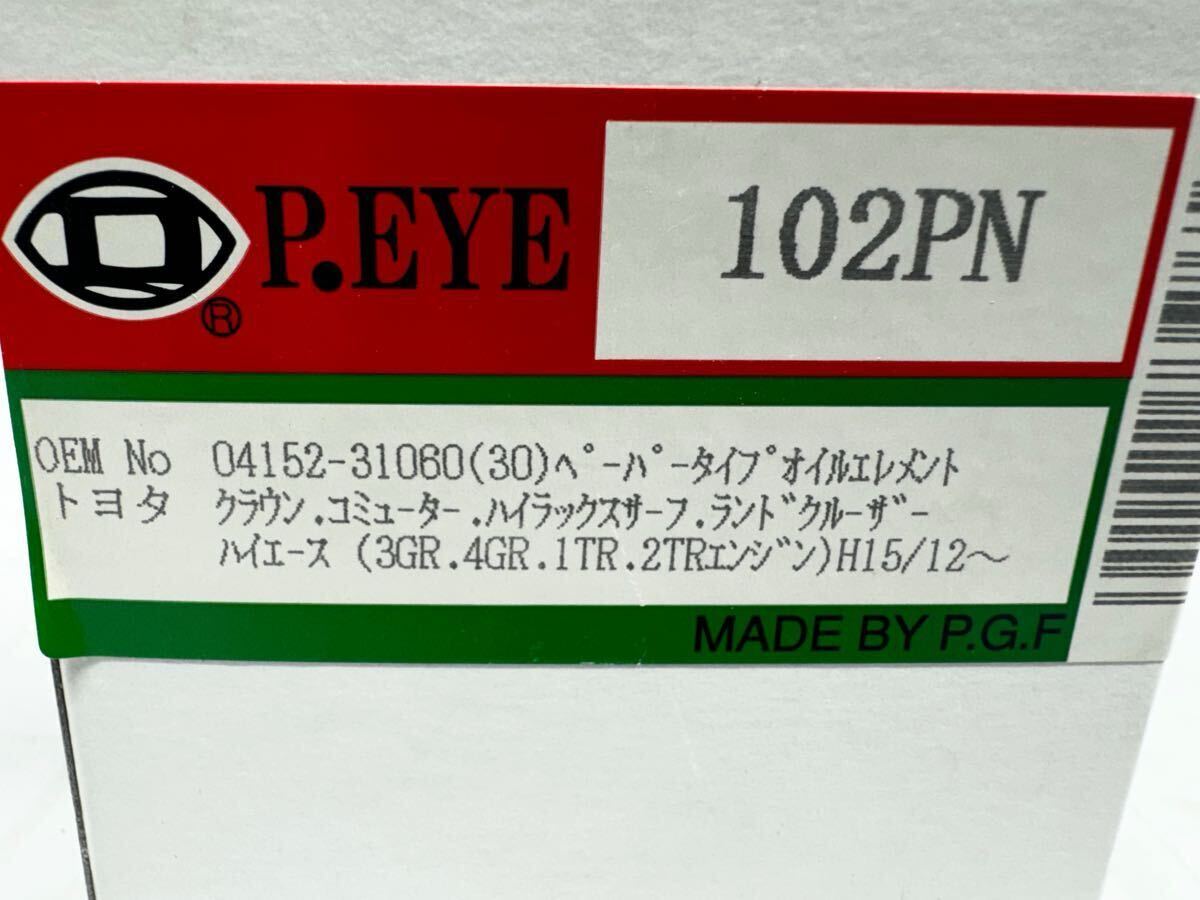 P.EYE
®
102PN
OEM No 04152-31060(30)ﾍﾟｰﾊﾟｰﾀｲﾌﾟｵｲﾙｴﾚﾒﾝﾄ
トヨタ ｸﾗｳﾝ.ｺﾐｭｰﾀｰ.ﾊｲﾗｯｸｽｻｰﾌ.ﾗﾝﾄﾞｸﾙｰｻﾞｰ
ﾊｲｴｰｽ (3GR.4GR.1TR.2TRｴﾝｼﾞﾝ)H15/12～
MADE BY P.G.F